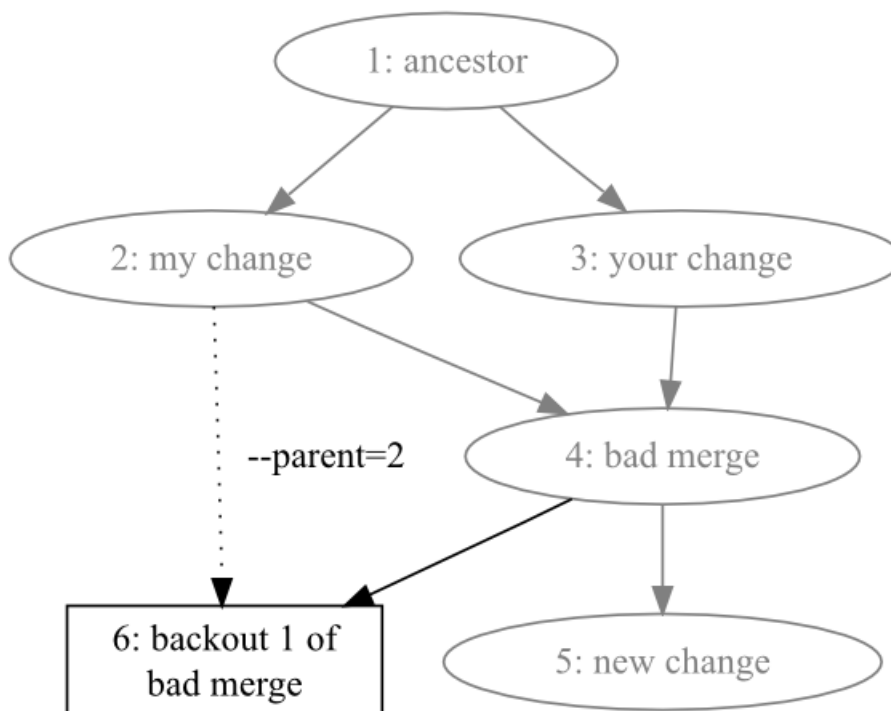 1: ancestor
2: my change
3: your change
--parent=2
4: bad merge
6: backout 1 of
bad merge
5: new change